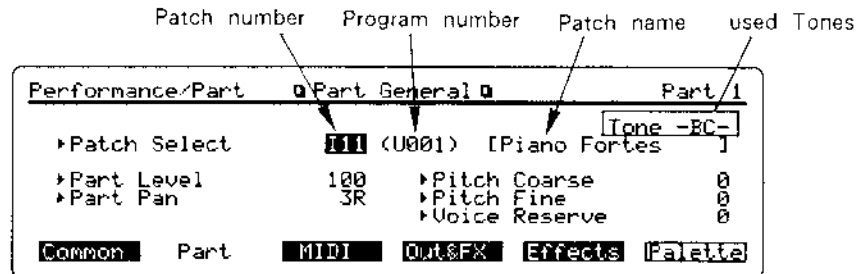 Patch number Program number Patch name used Tones
Performance/Part Part General Part 1
Tone -BC-
Patch Select I11 (U001) [Piano Fortes ]
Part Level 100 Pitch Coarse 0
Part Pan 3R Pitch Fine 0
Voice Reserve 0
Common Part MIDI Out&FX Effects Palette